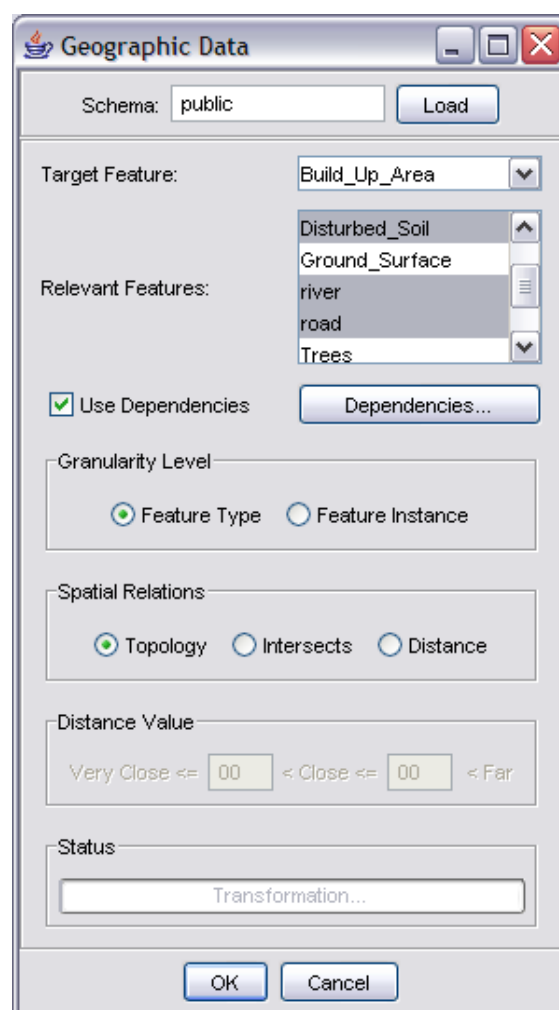 Geographic Data
Schema: public Load
Target Feature: Build_Up_Area
Relevant Features:
Disturbed_Soil
Ground_Surface
river
road
Trees
Use Dependencies Dependencies...
Granularity Level
Feature Type Feature Instance
Spatial Relations
Topology Intersects Distance
Distance Value
Very Close <= 00 < Close <= 00 < Far
Status
Transformation...
OK Cancel